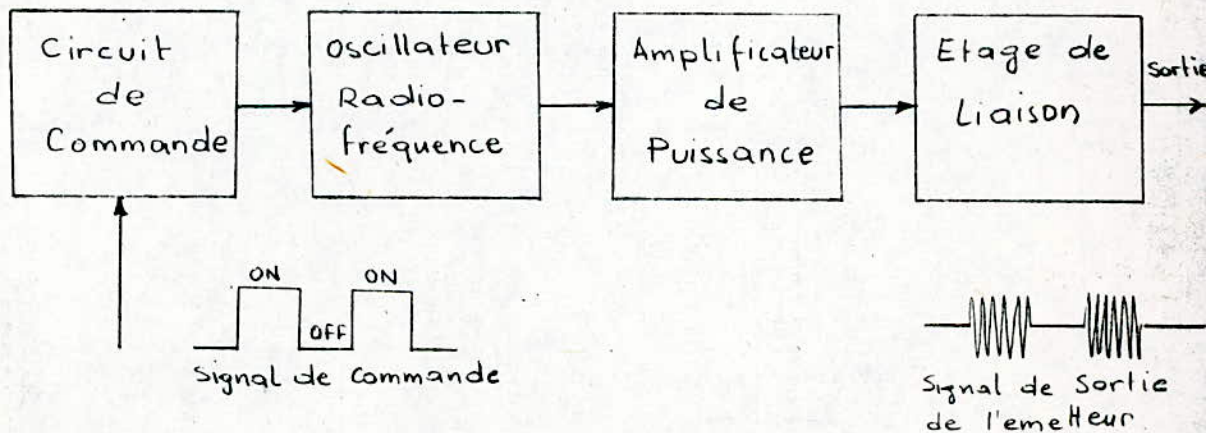 Circuit
de
Commande
Oscillateur
Radio-
fréquence
Amplificateur
de
Puissance
Etage de
Liaison
Sortie
ON
OFF
ON
Signal de Commande
Signal de Sortie
de l'emetteur